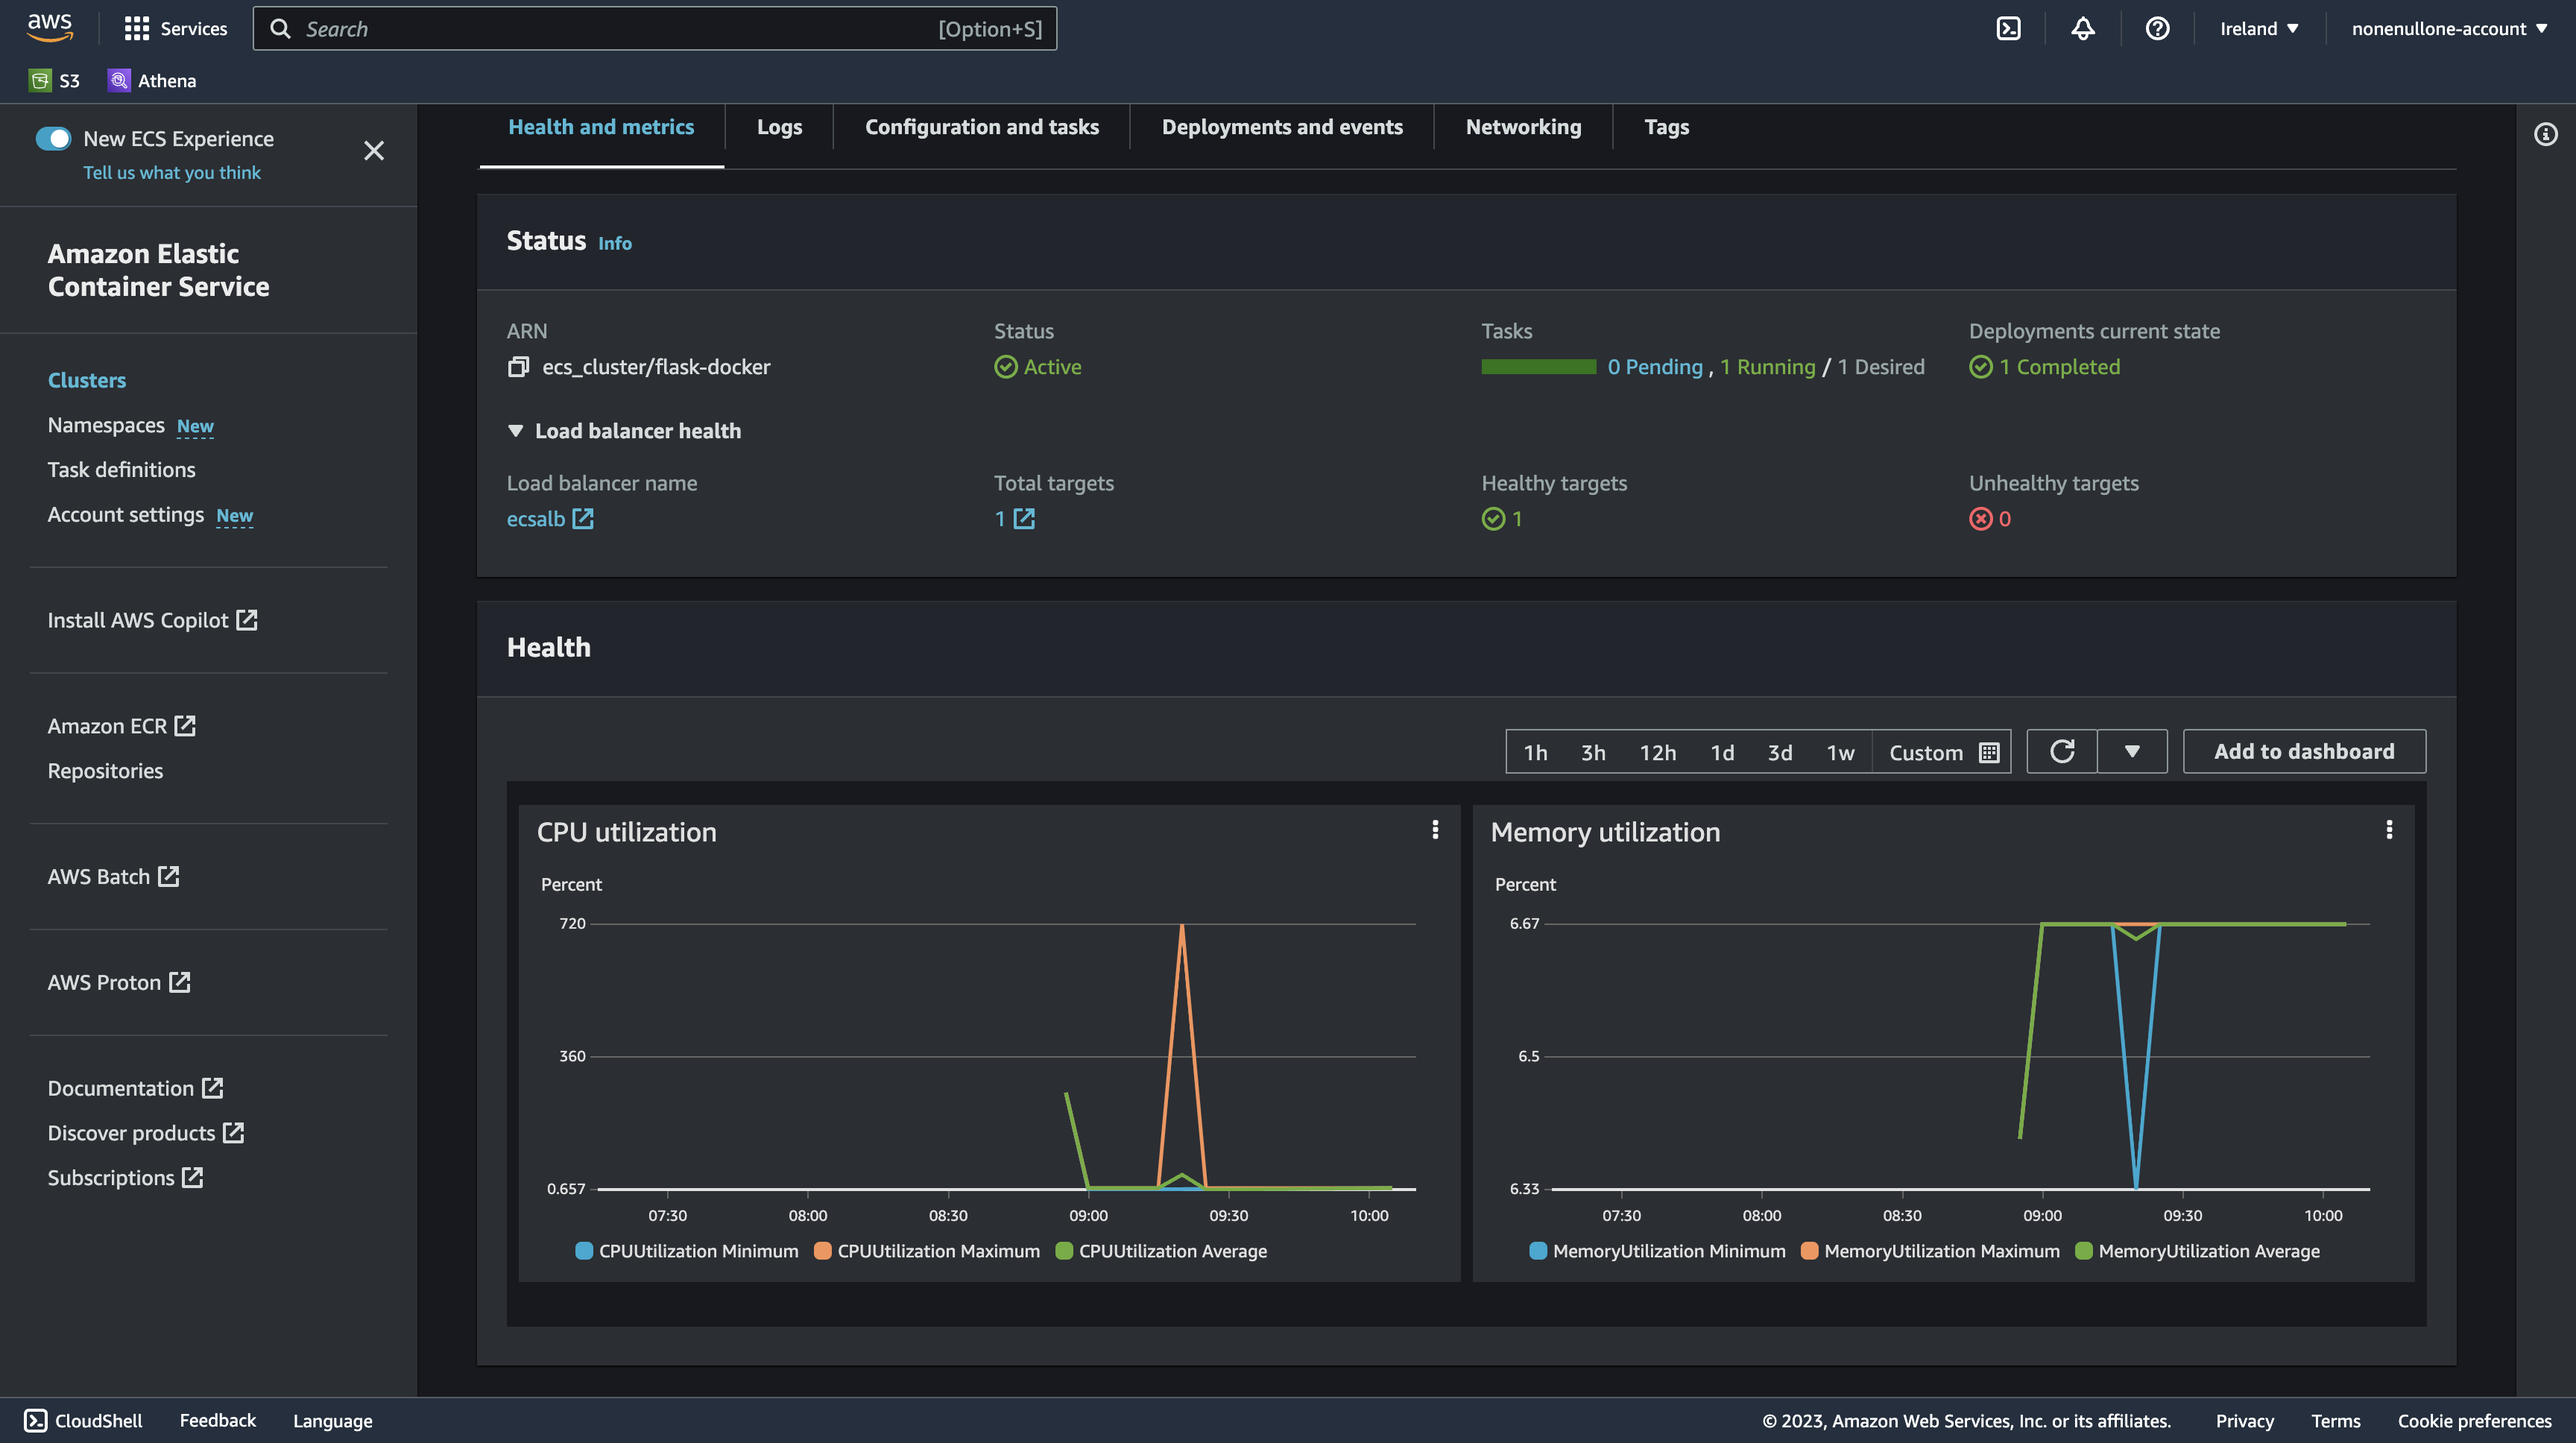 aws
Services
Search [Option+S]
Ireland
nonenullone-account
S3
Athena
New ECS Experience
Tell us what you think
Amazon Elastic
Container Service
Clusters
Namespaces New
Task definitions
Account settings New
Install AWS Copilot
Amazon ECR
Repositories
AWS Batch
AWS Proton
Documentation
Discover products
Subscriptions
Health and metrics
Logs
Configuration and tasks
Deployments and events
Networking
Tags
Status Info
ARN
ecs_cluster/flask-docker
Status
Active
Tasks
0 Pending , 1 Running / 1 Desired
Deployments current state
1 Completed
Load balancer health
Load balancer name
ecsalb
Total targets
1
Healthy targets
1
Unhealthy targets
0
Health
1h 3h 12h 1d 3d 1w Custom
Add to dashboard
CPU utilization
Percent
720
360
0.657
07:30 08:00 08:30 09:00 09:30 10:00
CPUUtilization Minimum CPUUtilization Maximum CPUUtilization Average
Memory utilization
Percent
6.67
6.5
6.33
07:30 08:00 08:30 09:00 09:30 10:00
MemoryUtilization Minimum MemoryUtilization Maximum MemoryUtilization Average
CloudShell
Feedback
Language
© 2023, Amazon Web Services, Inc. or its affiliates.
Privacy
Terms
Cookie preferences